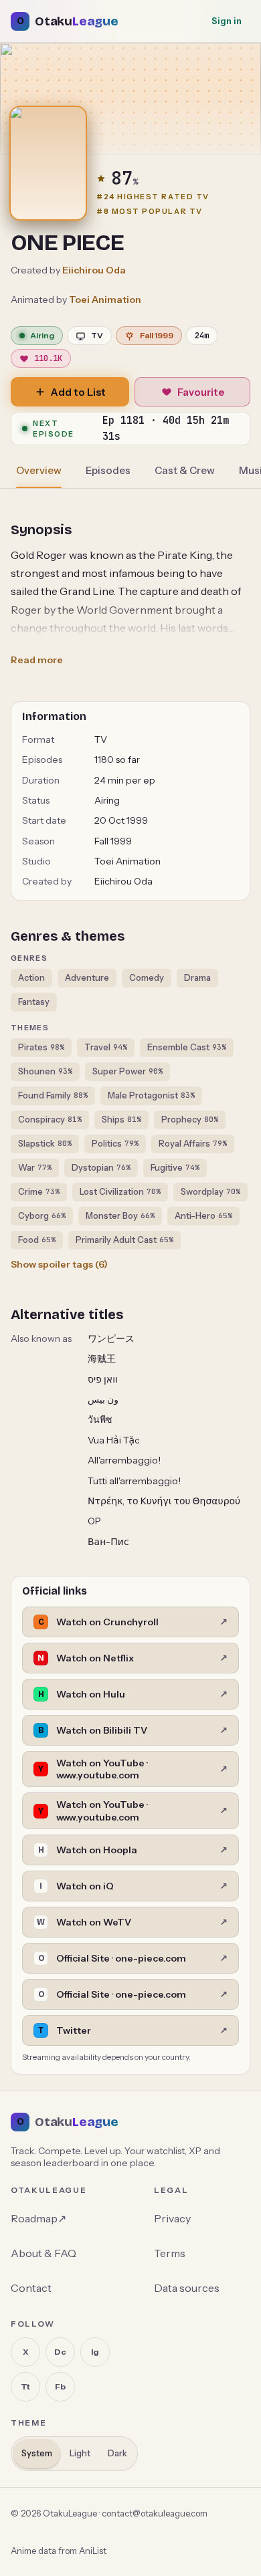 O OtakuLeague Sign in
87%
#24 HIGHEST RATED TV
#8 MOST POPULAR TV
ONE PIECE
Created by Eiichirou Oda
Animated by Toei Animation
Airing TV Fall 1999 24m
110.1K
+ Add to List Favourite
NEXT EPISODE Ep 1181 · 40d 15h 21m 31s
Overview Episodes Cast & Crew Musi
Synopsis
Gold Roger was known as the Pirate King, the
strongest and most infamous being to have
sailed the Grand Line. The capture and death of
Roger by the World Government brought a
change throughout the world. His last words...
Read more
Information
Format TV
Episodes 1180 so far
Duration 24 min per ep
Status Airing
Start date 20 Oct 1999
Season Fall 1999
Studio Toei Animation
Created by Eiichirou Oda
Genres & themes
GENRES
Action Adventure Comedy Drama
Fantasy
THEMES
Pirates 98% Travel 94% Ensemble Cast 93%
Shounen 93% Super Power 90%
Found Family 88% Male Protagonist 83%
Conspiracy 81% Ships 81% Prophecy 80%
Slapstick 80% Politics 79% Royal Affairs 79%
War 77% Dystopian 76% Fugitive 74%
Crime 73% Lost Civilization 70% Swordplay 70%
Cyborg 66% Monster Boy 66% Anti-Hero 65%
Food 65% Primarily Adult Cast 65%
Show spoiler tags (6)
Alternative titles
Also known as ワンピース
海贼王
וואן פיס
ون بيس
วันพีซ
Vua Hải Tặc
All'arrembaggio!
Tutti all'arrembaggio!
Ντρέηκ, το Κυνήγι του Θησαυρού
OP
Ван-Пис
Official links
C Watch on Crunchyroll ↗
N Watch on Netflix ↗
H Watch on Hulu ↗
B Watch on Bilibili TV ↗
Y Watch on YouTube · www.youtube.com ↗
Y Watch on YouTube · www.youtube.com ↗
H Watch on Hoopla ↗
I Watch on iQ ↗
W Watch on WeTV ↗
O Official Site · one-piece.com ↗
O Official Site · one-piece.com ↗
T Twitter ↗
Streaming availability depends on your country.
O OtakuLeague
Track. Compete. Level up. Your watchlist, XP and
season leaderboard in one place.
OTAKULEAGUE LEGAL
Roadmap↗ Privacy
About & FAQ Terms
Contact Data sources
FOLLOW
X Dc Ig
Tt Fb
THEME
System Light Dark
© 2026 OtakuLeague · contact@otakuleague.com
Anime data from AniList